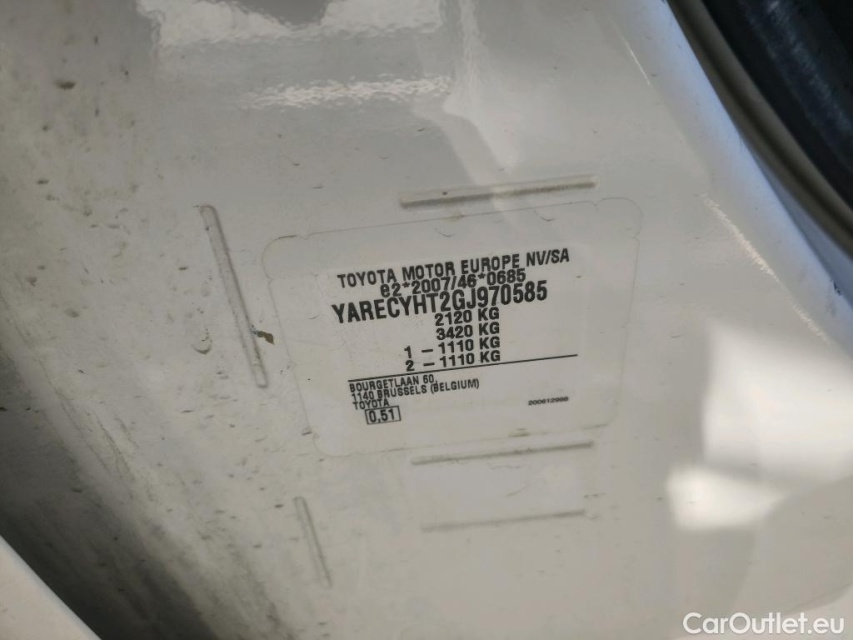 TOYOTA MOTOR EUROPE NV/SA
e2*2007/46*0685
YARECYHT2GJ970585
2120 KG
3420 KG
1 - 1110 KG
2 - 1110 KG
BOURGETLAAN 60
1140 BRUSSELS (BELGIUM)
TOYOTA
0,51
CarOutlet.eu